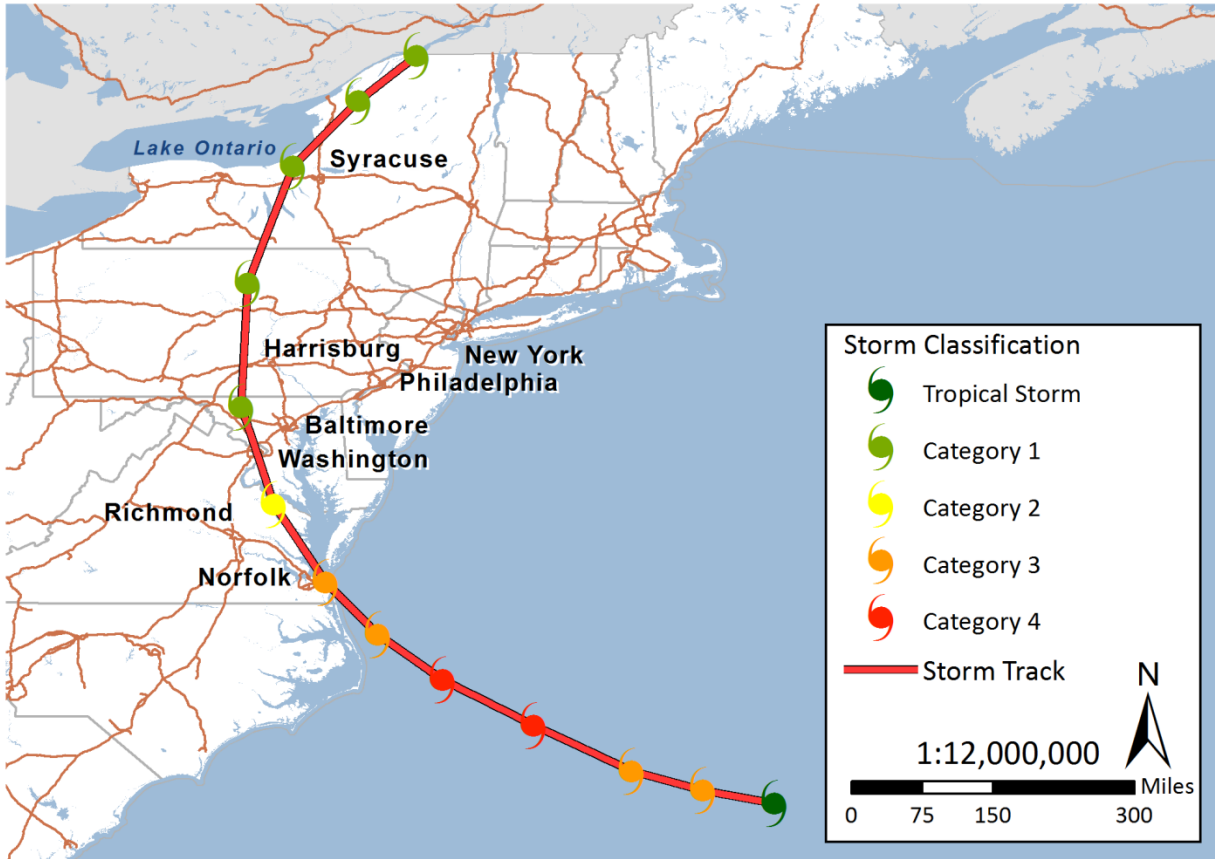 Lake Ontario
Syracuse
Harrisburg
New York
Philadelphia
Baltimore
Washington
Richmond
Norfolk
Storm Classification
Tropical Storm
Category 1
Category 2
Category 3
Category 4
Storm Track
N
1:12,000,000
Miles
0 75 150 300